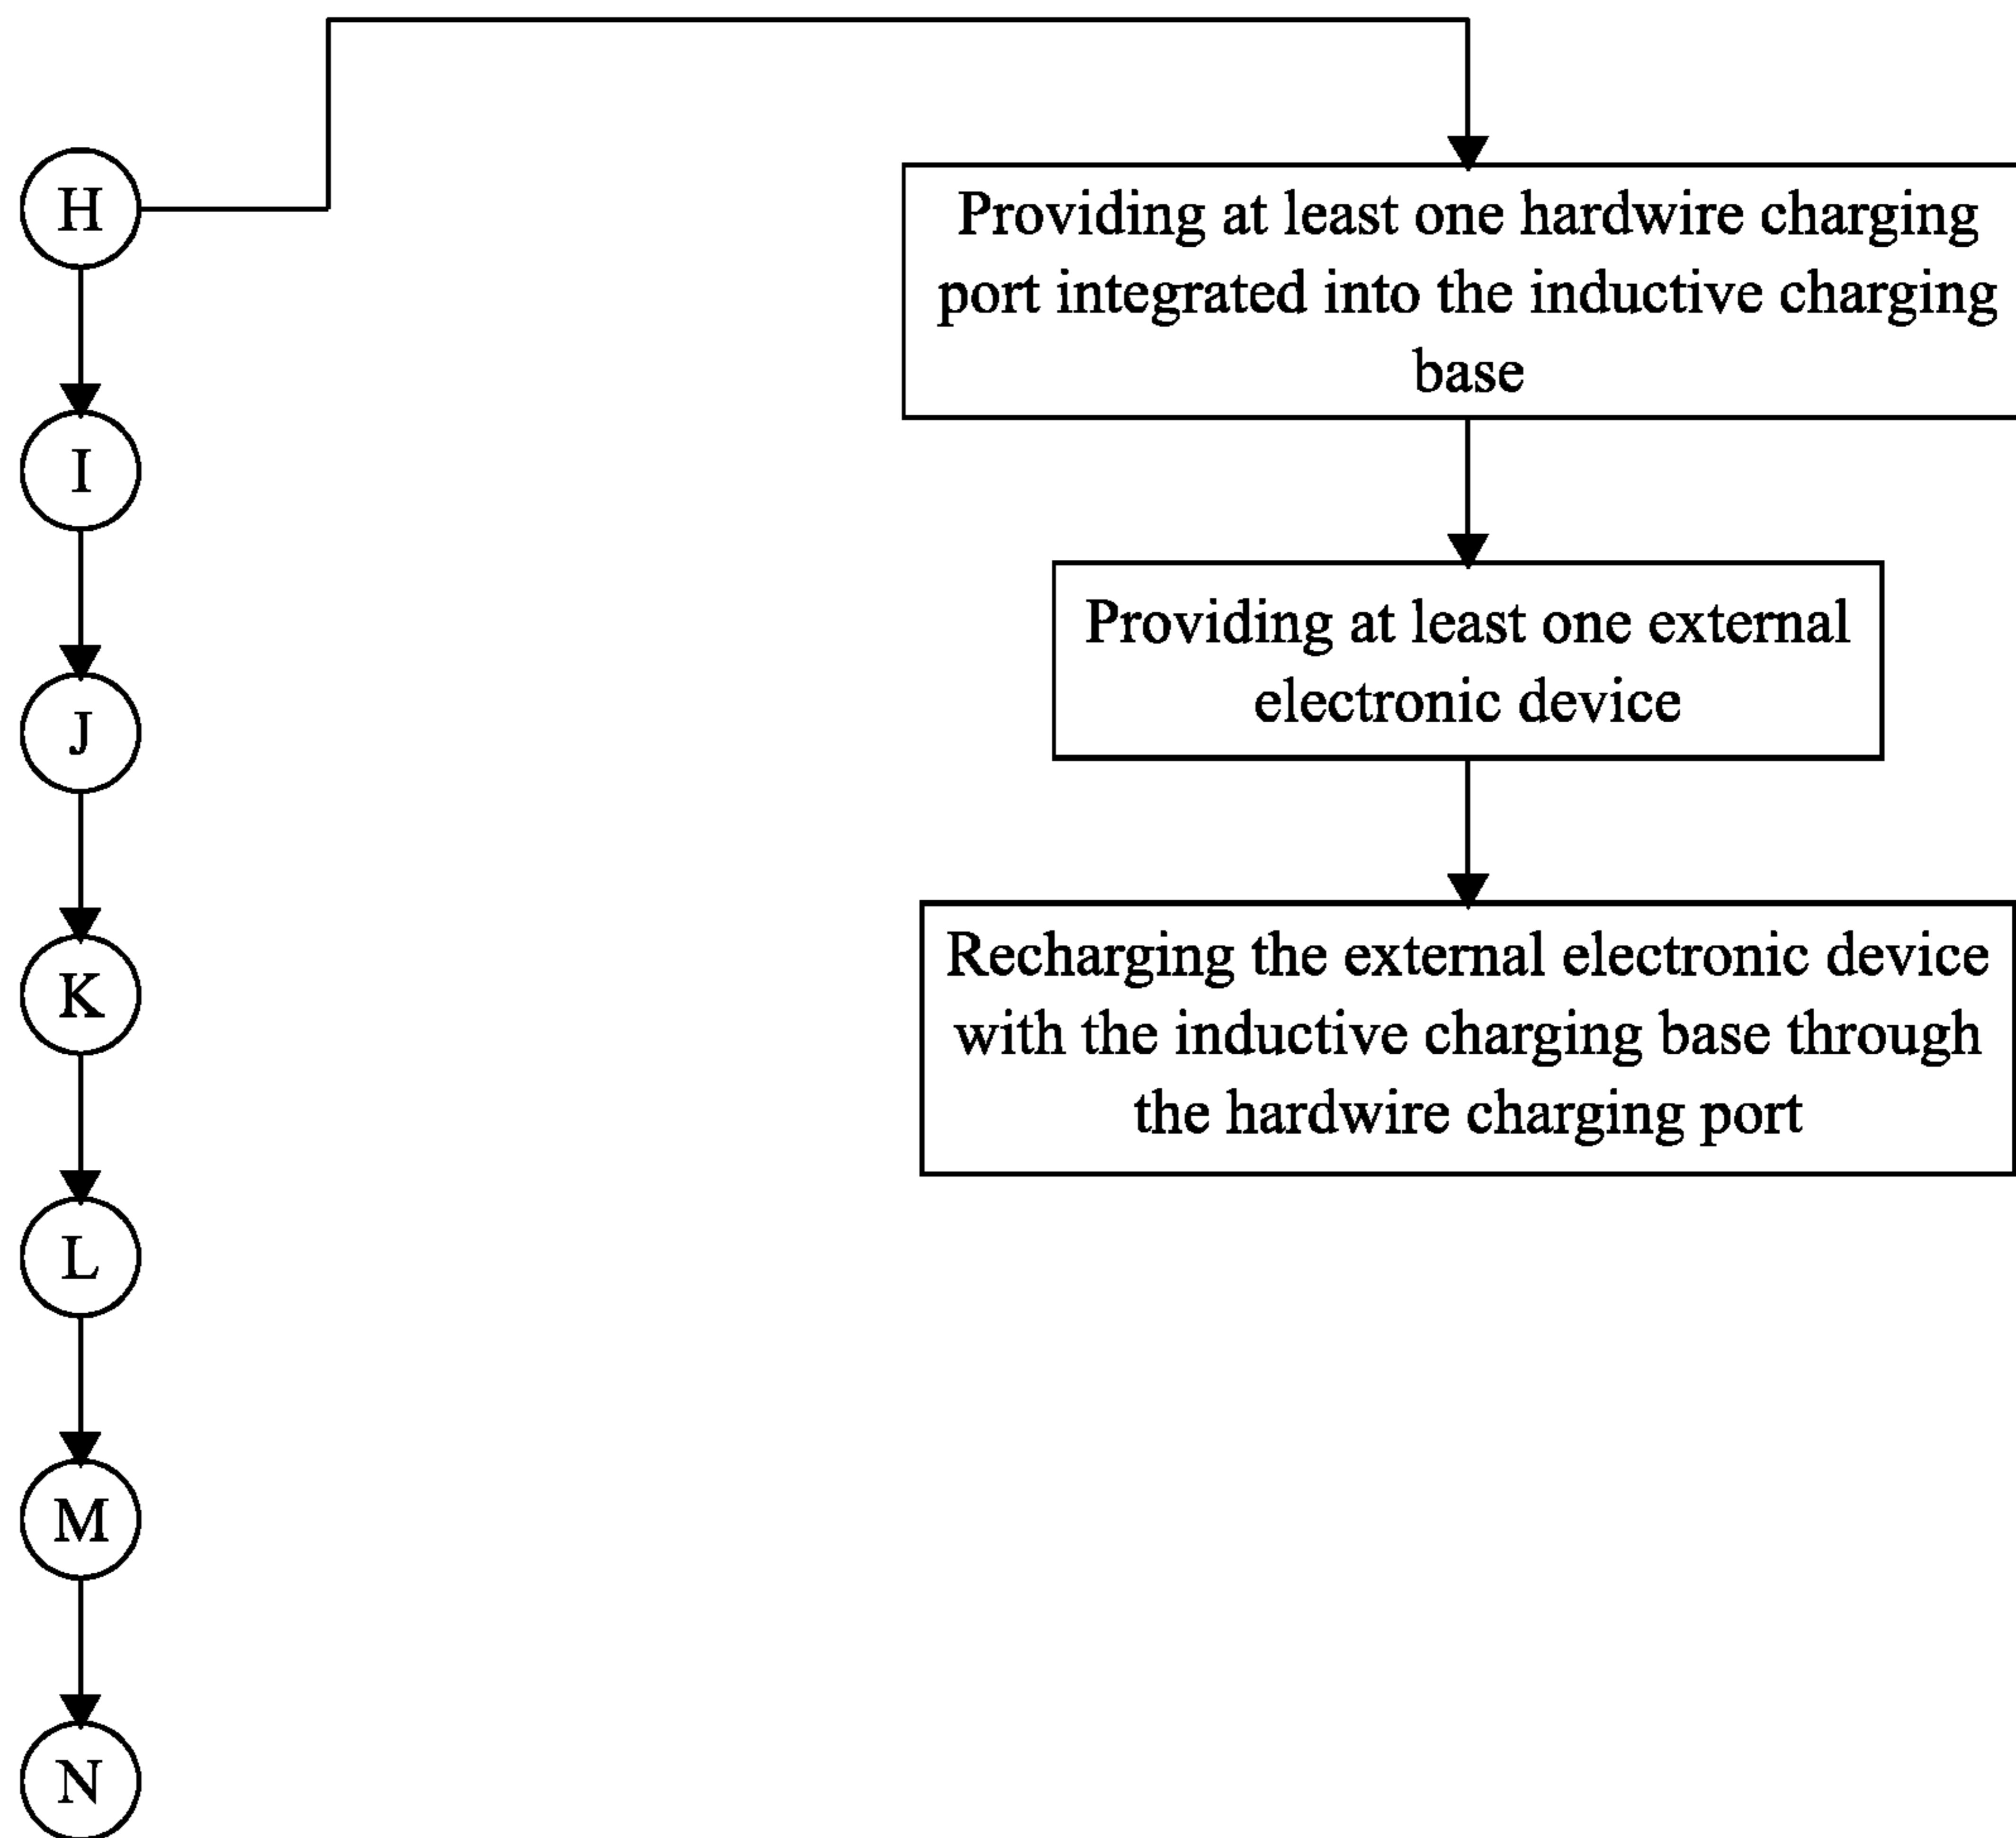 H
Providing at least one hardwire charging
port integrated into the inductive charging
base
I
Providing at least one external
electronic device
J
Recharging the external electronic device
with the inductive charging base through
the hardwire charging port
K
L
M
N